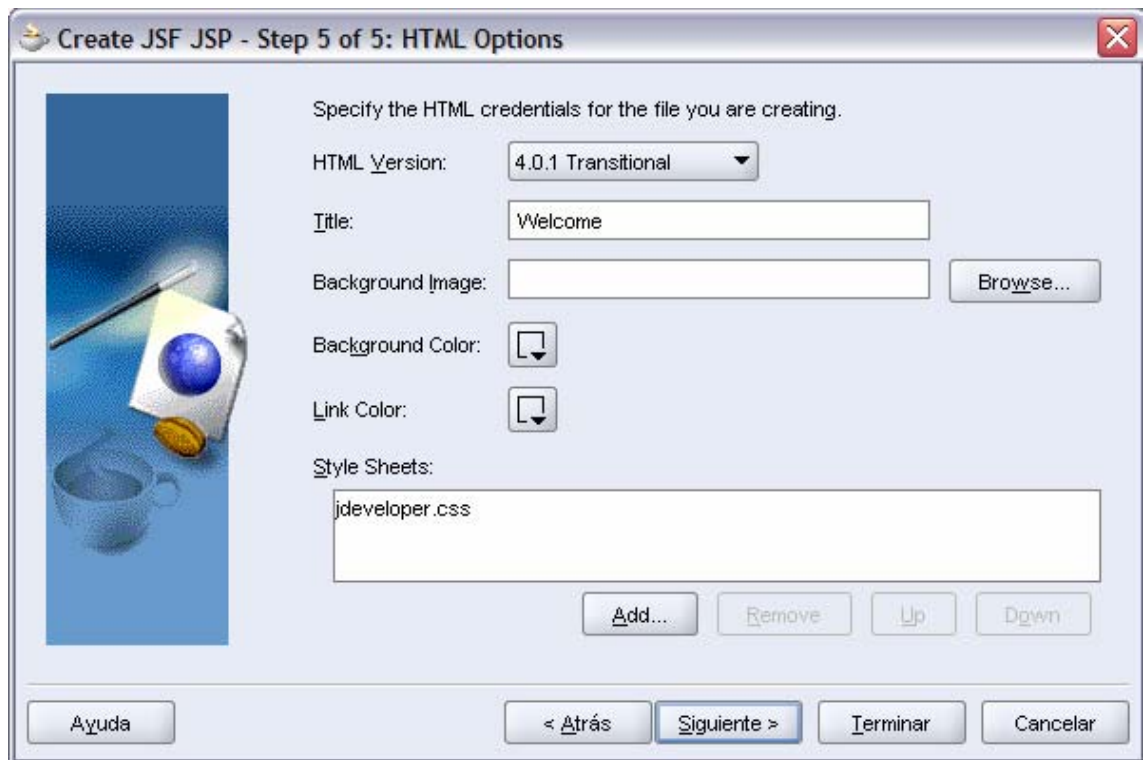 Create JSF JSP - Step 5 of 5: HTML Options
Specify the HTML credentials for the file you are creating.
HTML Version: 4.0.1 Transitional
Title: Welcome
Background Image: Browse...
Background Color:
Link Color:
Style Sheets:
jdeveloper.css
Add... Remove Up Down
Ayuda < Atrás Siguiente > Terminar Cancelar